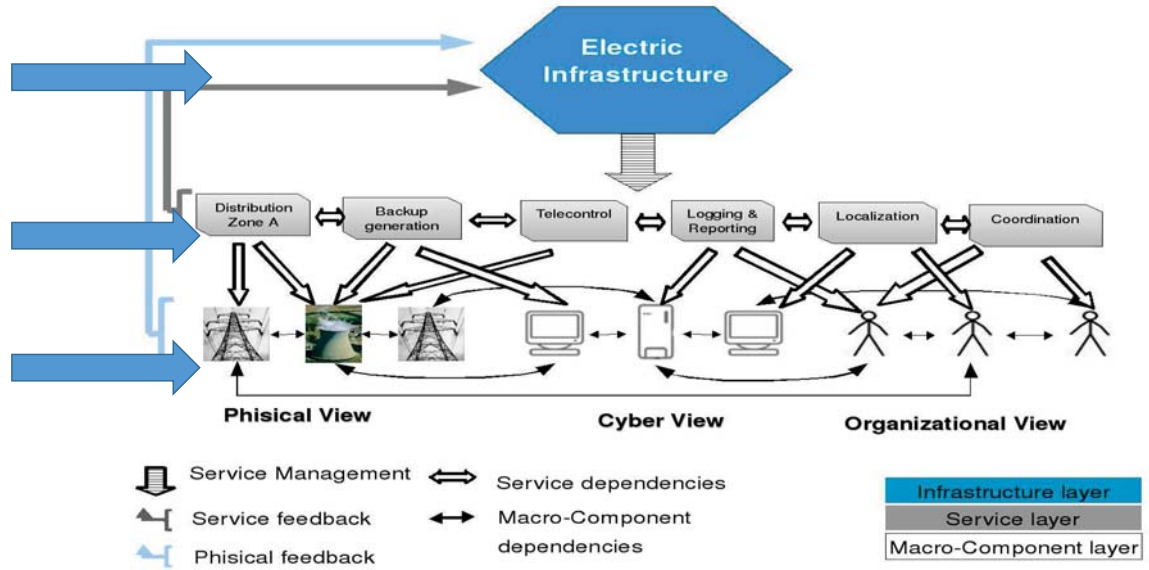 Electric
Infrastructure
Distribution
Zone A
Backup
generation
Telecontrol
Logging &
Reporting
Localization
Coordination
Phisical View
Cyber View
Organizational View
Service Management
Service dependencies
Service feedback
Macro-Component
dependencies
Phisical feedback
Infrastructure layer
Service layer
Macro-Component layer